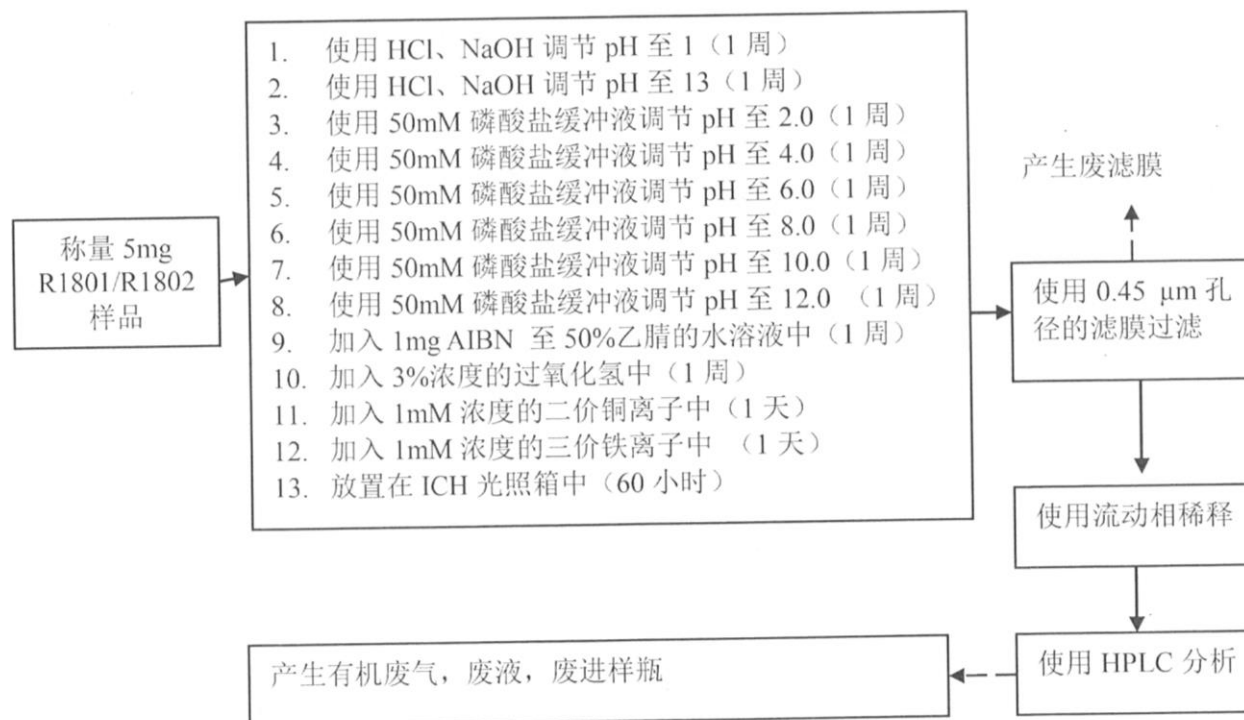 称量 5mg
R1801/R1802
样品
1. 使用 HCl、NaOH 调节 pH 至 1（1 周）
2. 使用 HCl、NaOH 调节 pH 至 13（1 周）
3. 使用 50mM 磷酸盐缓冲液调节 pH 至 2.0（1 周）
4. 使用 50mM 磷酸盐缓冲液调节 pH 至 4.0（1 周）
5. 使用 50mM 磷酸盐缓冲液调节 pH 至 6.0（1 周）
6. 使用 50mM 磷酸盐缓冲液调节 pH 至 8.0（1 周）
7. 使用 50mM 磷酸盐缓冲液调节 pH 至 10.0（1 周）
8. 使用 50mM 磷酸盐缓冲液调节 pH 至 12.0 （1 周）
9. 加入 1mg AIBN 至 50%乙腈的水溶液中（1 周）
10. 加入 3%浓度的过氧化氢中（1 周）
11. 加入 1mM 浓度的二价铜离子中（1 天）
12. 加入 1mM 浓度的三价铁离子中 （1 天）
13. 放置在 ICH 光照箱中（60 小时）
产生废滤膜
使用 0.45 μm 孔
径的滤膜过滤
使用流动相稀释
使用 HPLC 分析
产生有机废气，废液，废进样瓶